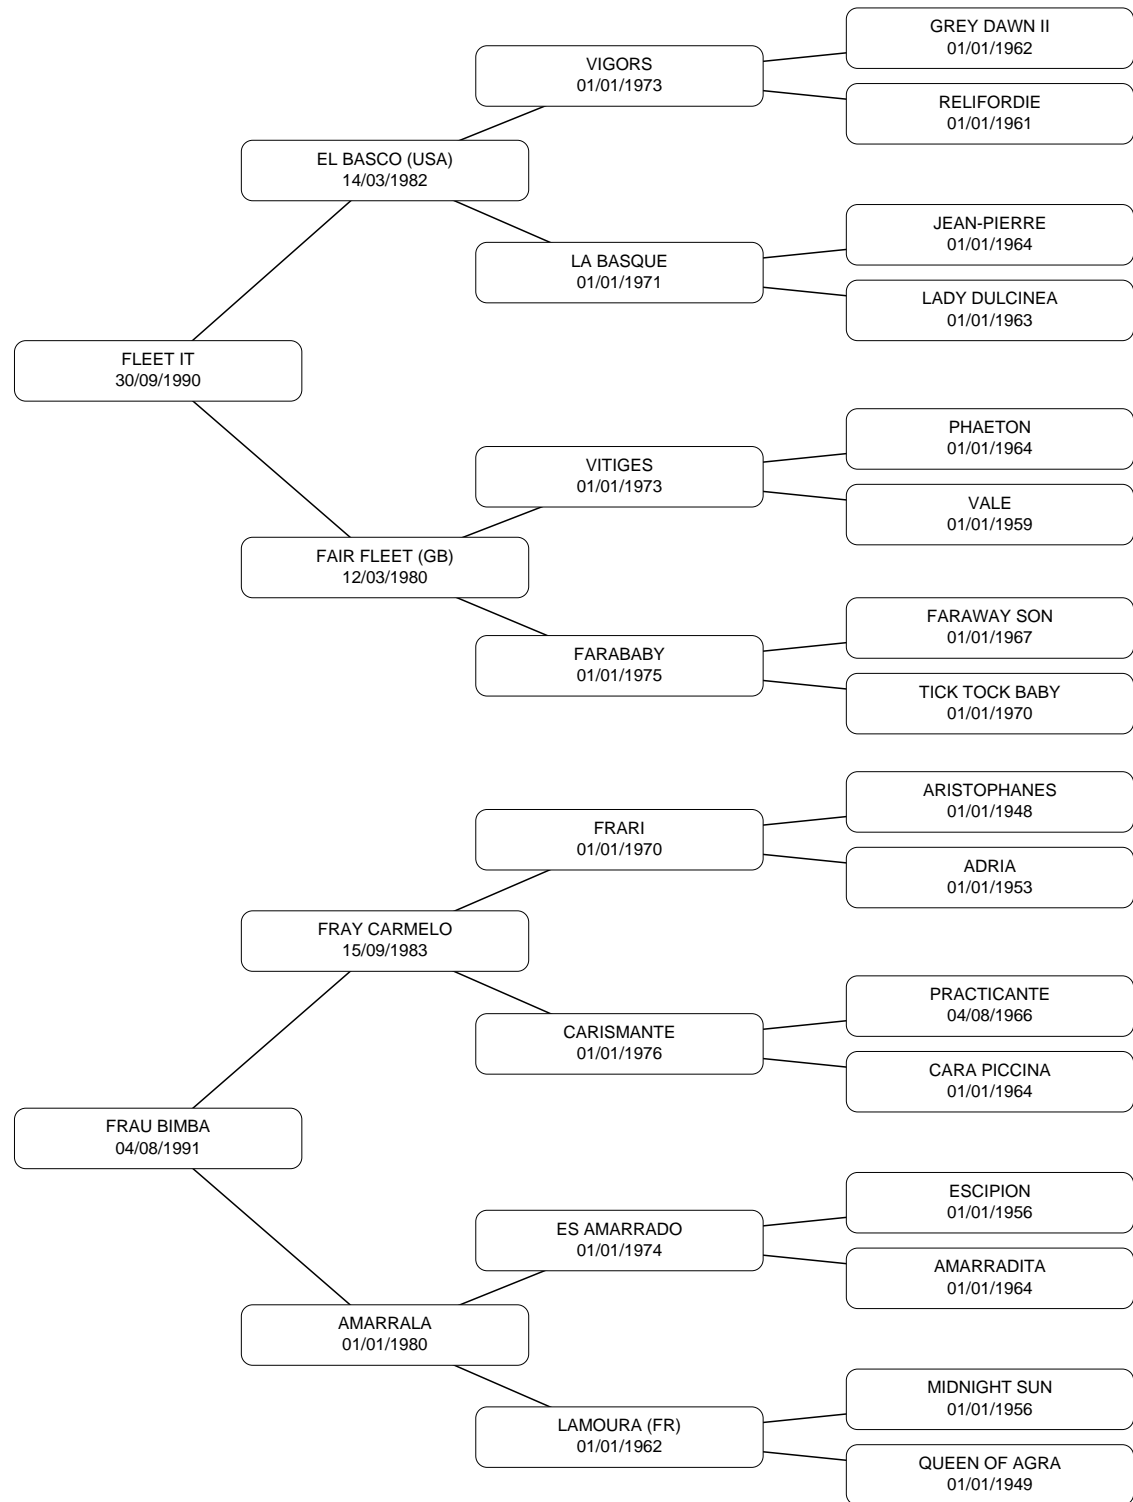 GREY DAWN II
01/01/1962
VIGORS
01/01/1973
RELIFORDIE
01/01/1961
EL BASCO (USA)
14/03/1982
JEAN-PIERRE
01/01/1964
LA BASQUE
01/01/1971
LADY DULCINEA
01/01/1963
FLEET IT
30/09/1990
PHAETON
01/01/1964
VITIGES
01/01/1973
VALE
01/01/1959
FAIR FLEET (GB)
12/03/1980
FARAWAY SON
01/01/1967
FARABABY
01/01/1975
TICK TOCK BABY
01/01/1970
ARISTOPHANES
01/01/1948
FRARI
01/01/1970
ADRIA
01/01/1953
FRAY CARMELO
15/09/1983
PRACTICANTE
04/08/1966
CARISMANTE
01/01/1976
CARA PICCINA
01/01/1964
FRAU BIMBA
04/08/1991
ESCIPION
01/01/1956
ES AMARRADO
01/01/1974
AMARRADITA
01/01/1964
AMARRALA
01/01/1980
MIDNIGHT SUN
01/01/1956
LAMOURA (FR)
01/01/1962
QUEEN OF AGRA
01/01/1949